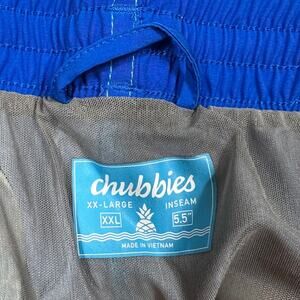 chubbies
XX-LARGE INSEAM
XXL 5.5"
MADE IN VIETNAM